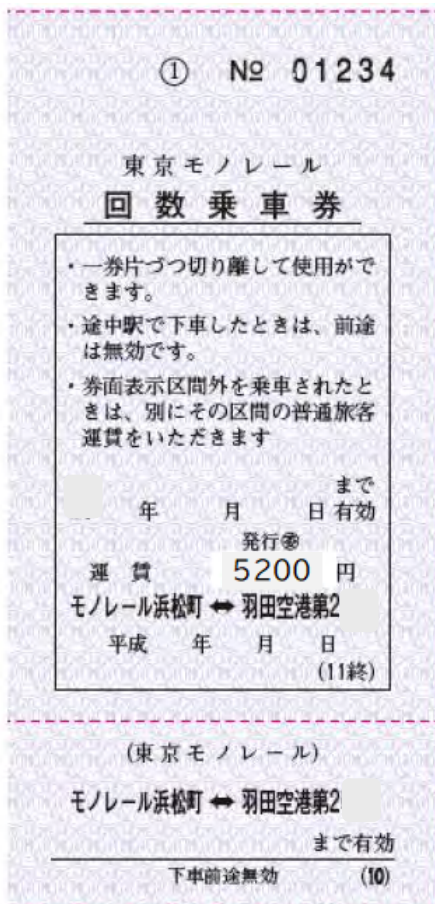 ① № 01234
東京モノレール
回数乗車券
・一券片づつ切り離して使用がで
きます。
・途中駅で下車したときは、前途
は無効です。
・券面表示区間外を乗車されたと
きは、別にその区間の普通旅客
運賃をいただきます
まで
年 月 日 有効
発行
運 賃 5200 円
モノレール浜松町 ⬌ 羽田空港第2
平成 年 月 日
(11終)
(東京モノレール)
モノレール浜松町 ⬌ 羽田空港第2
まで有効
下車前途無効 (10)